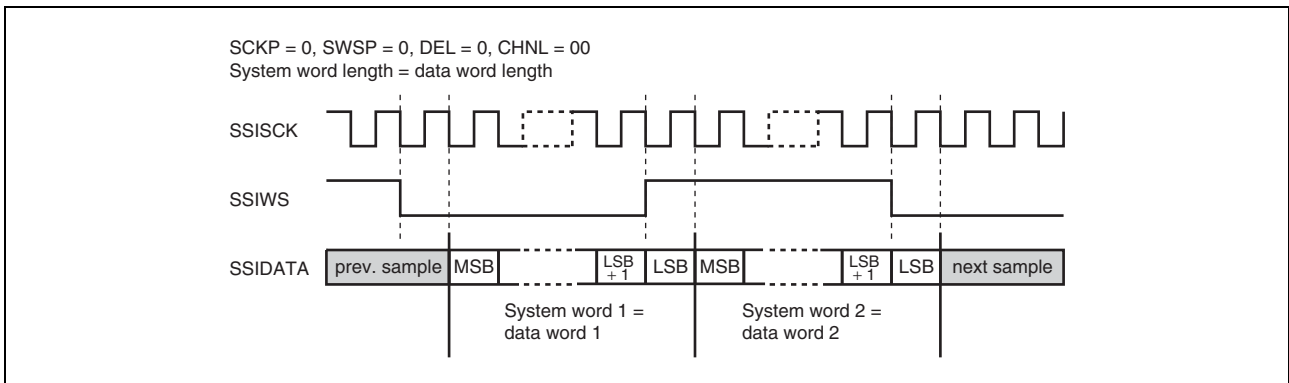 SCKP = 0, SWSP = 0, DEL = 0, CHNL = 00
System word length = data word length
SSISCK
SSIWS
SSIDATA
prev. sample
MSB
LSB
+ 1
LSB
MSB
LSB
+ 1
LSB
next sample
System word 1 =
data word 1
System word 2 =
data word 2